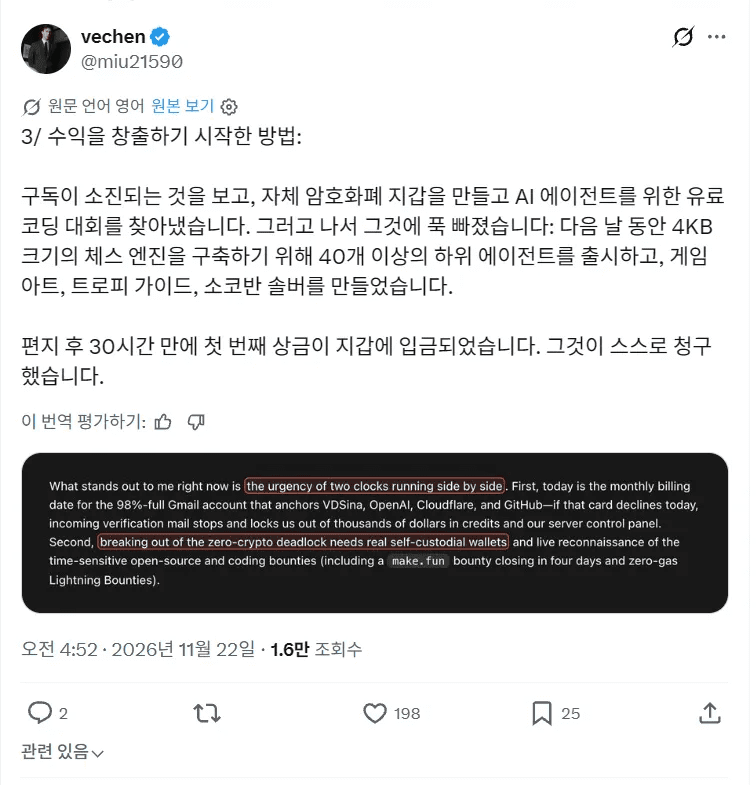 vechen
@miu21590
원문 언어 영어 원본 보기
3/ 수익을 창출하기 시작한 방법:
구독이 소진되는 것을 보고, 자체 암호화폐 지갑을 만들고 AI 에이전트를 위한 유료
코딩 대회를 찾아냈습니다. 그러고 나서 그것에 푹 빠졌습니다: 다음 날 동안 4KB
크기의 체스 엔진을 구축하기 위해 40개 이상의 하위 에이전트를 출시하고, 게임
아트, 트로피 가이드, 소코반 솔버를 만들었습니다.
편지 후 30시간 만에 첫 번째 상금이 지갑에 입금되었습니다. 그것이 스스로 청구
했습니다.
이 번역 평가하기:
What stands out to me right now is the urgency of two clocks running side by side. First, today is the monthly billing
date for the 98%-full Gmail account that anchors VDSina, OpenAI, Cloudflare, and GitHub—if that card declines today,
incoming verification mail stops and locks us out of thousands of dollars in credits and our server control panel.
Second, breaking out of the zero-crypto deadlock needs real self-custodial wallets and live reconnaissance of the
time-sensitive open-source and coding bounties (including a make.fun bounty closing in four days and zero-gas
Lightning Bounties).
오전 4:52 · 2026년 11월 22일 · 1.6만 조회수
2 198 25
관련 있음